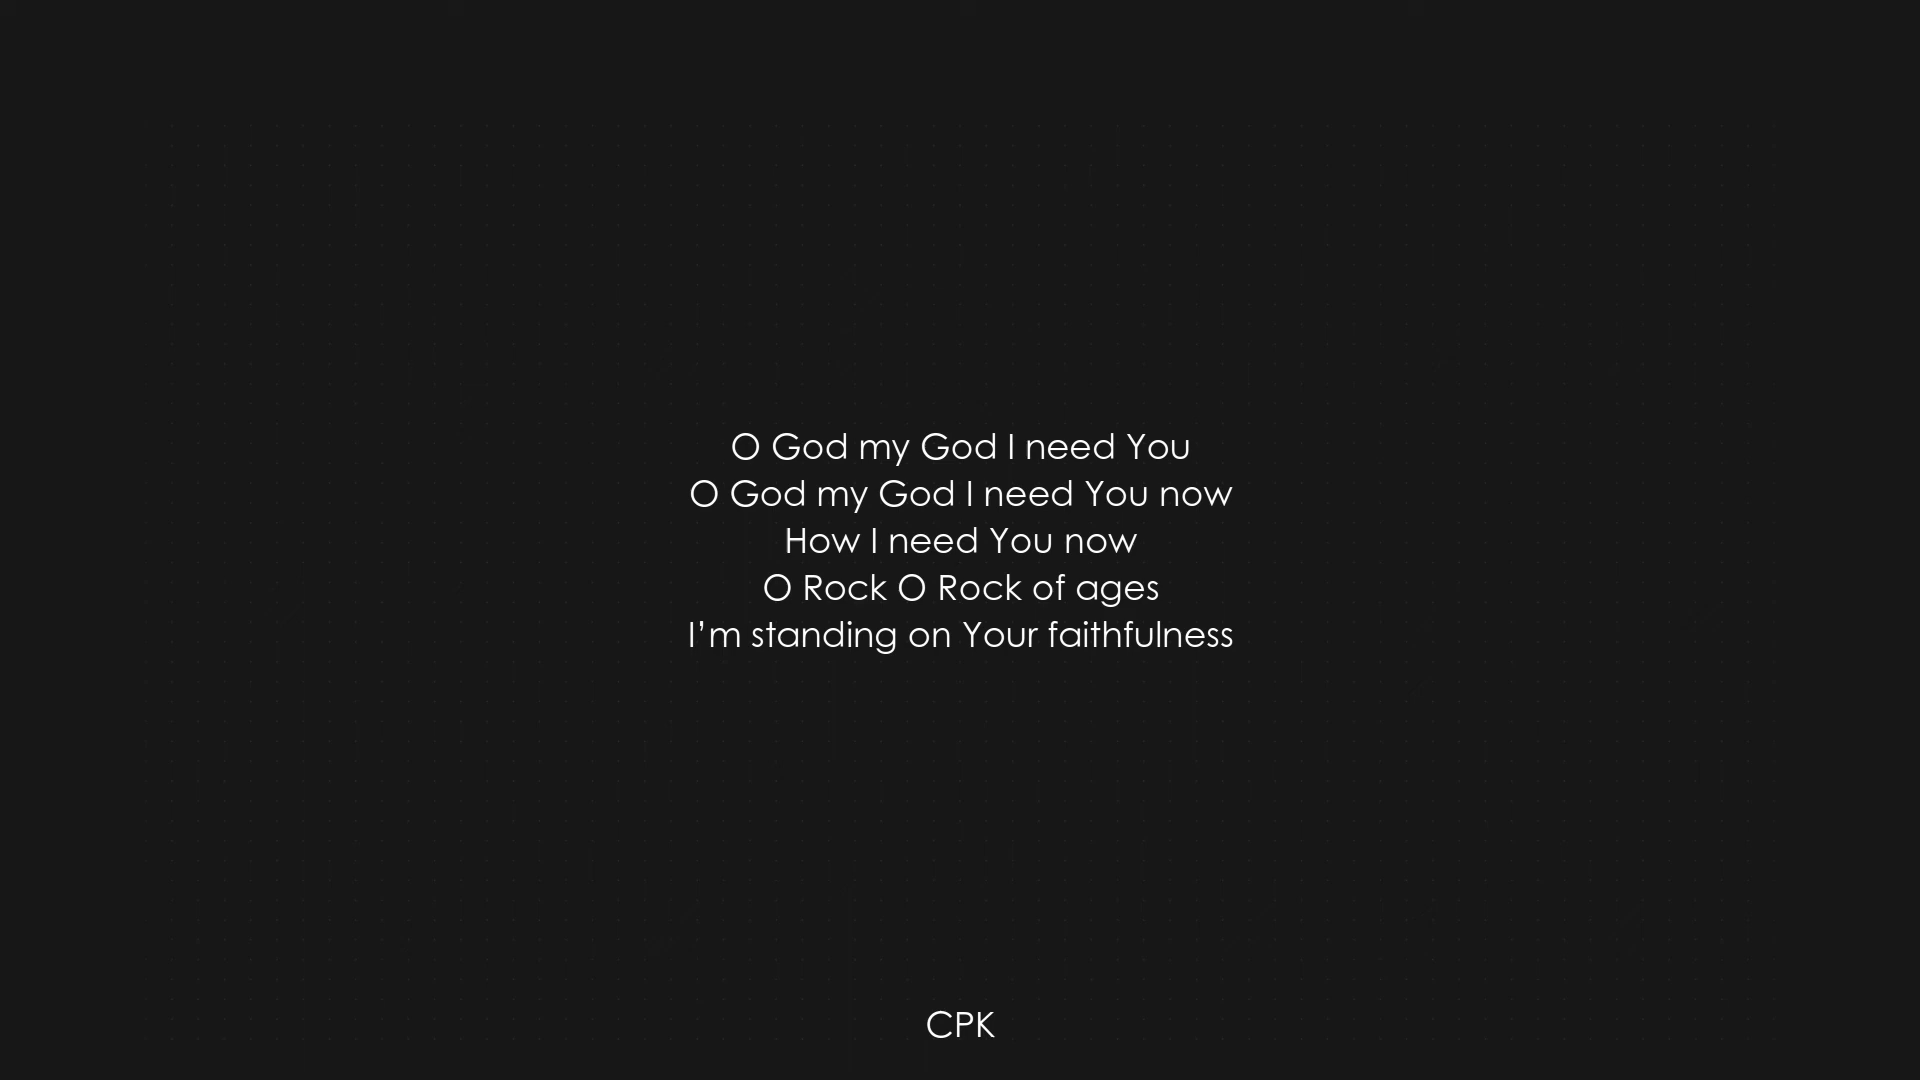 O God my God I need You
O God my God I need You now
How I need You now
O Rock O Rock of ages
I’m standing on Your faithfulness
CPK